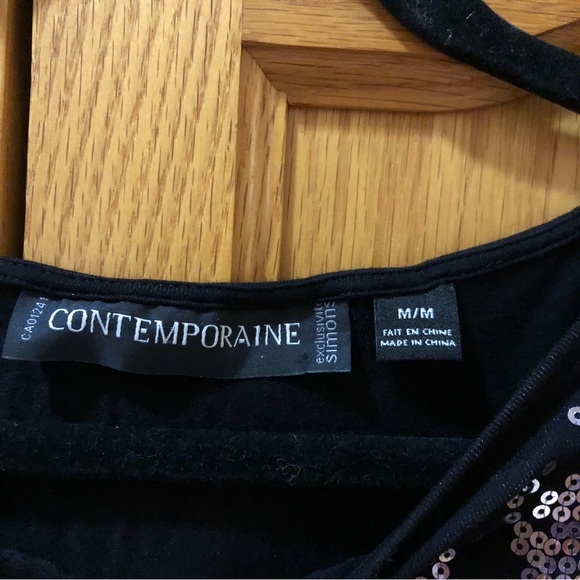 CA01241
CONTEMPORAINE
exclusivité
simons
M/M
FAIT EN CHINE
MADE IN CHINA